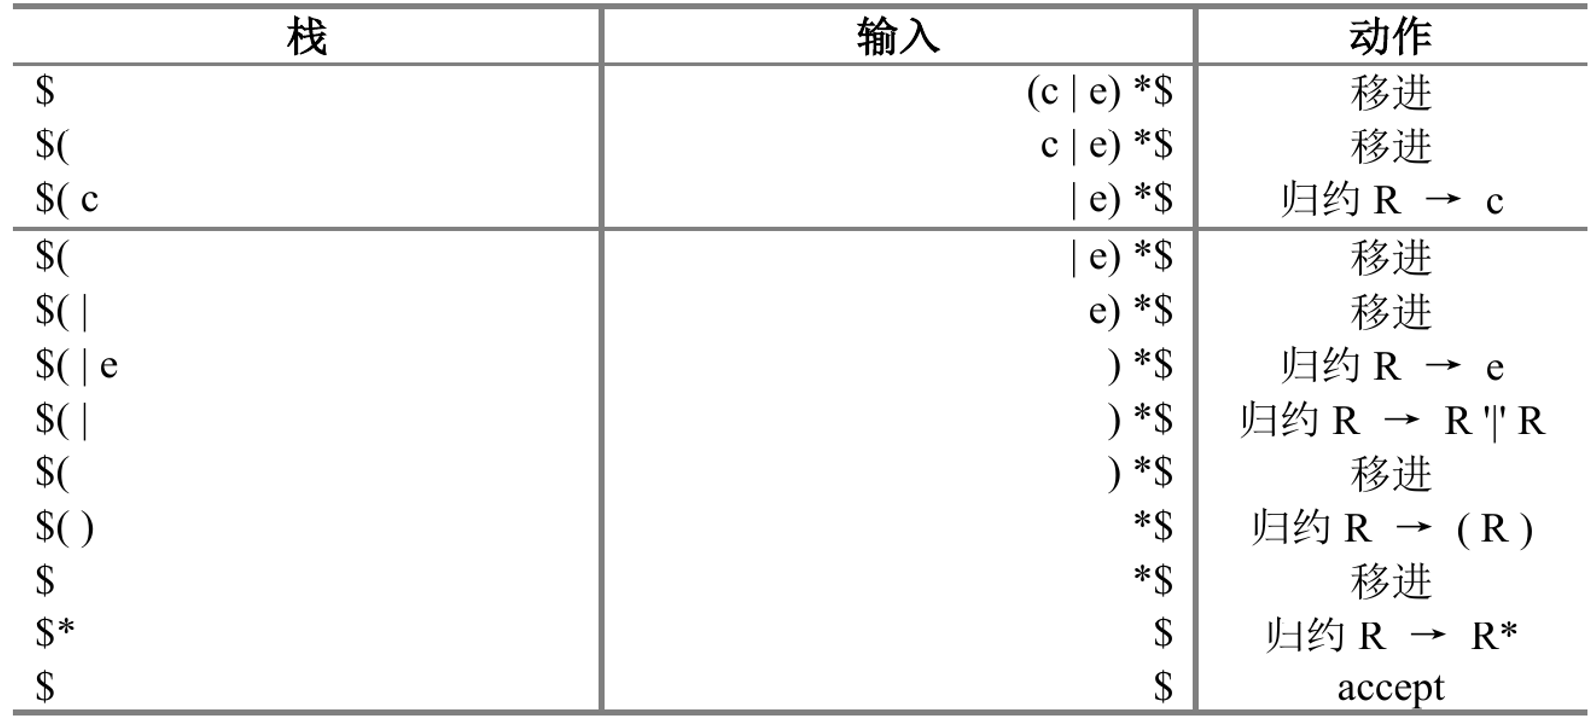 栈 输入 动作
$ (c | e) *$ 移进
$( c | e) *$ 移进
$( c | e) *$ 归约 R → c
$( | e) *$ 移进
$( | e) *$ 移进
$( | e ) *$ 归约 R → e
$( | ) *$ 归约 R → R '|' R
$( ) *$ 移进
$( ) *$ 归约 R → ( R )
$ *$ 移进
$* $ 归约 R → R*
$ $ accept